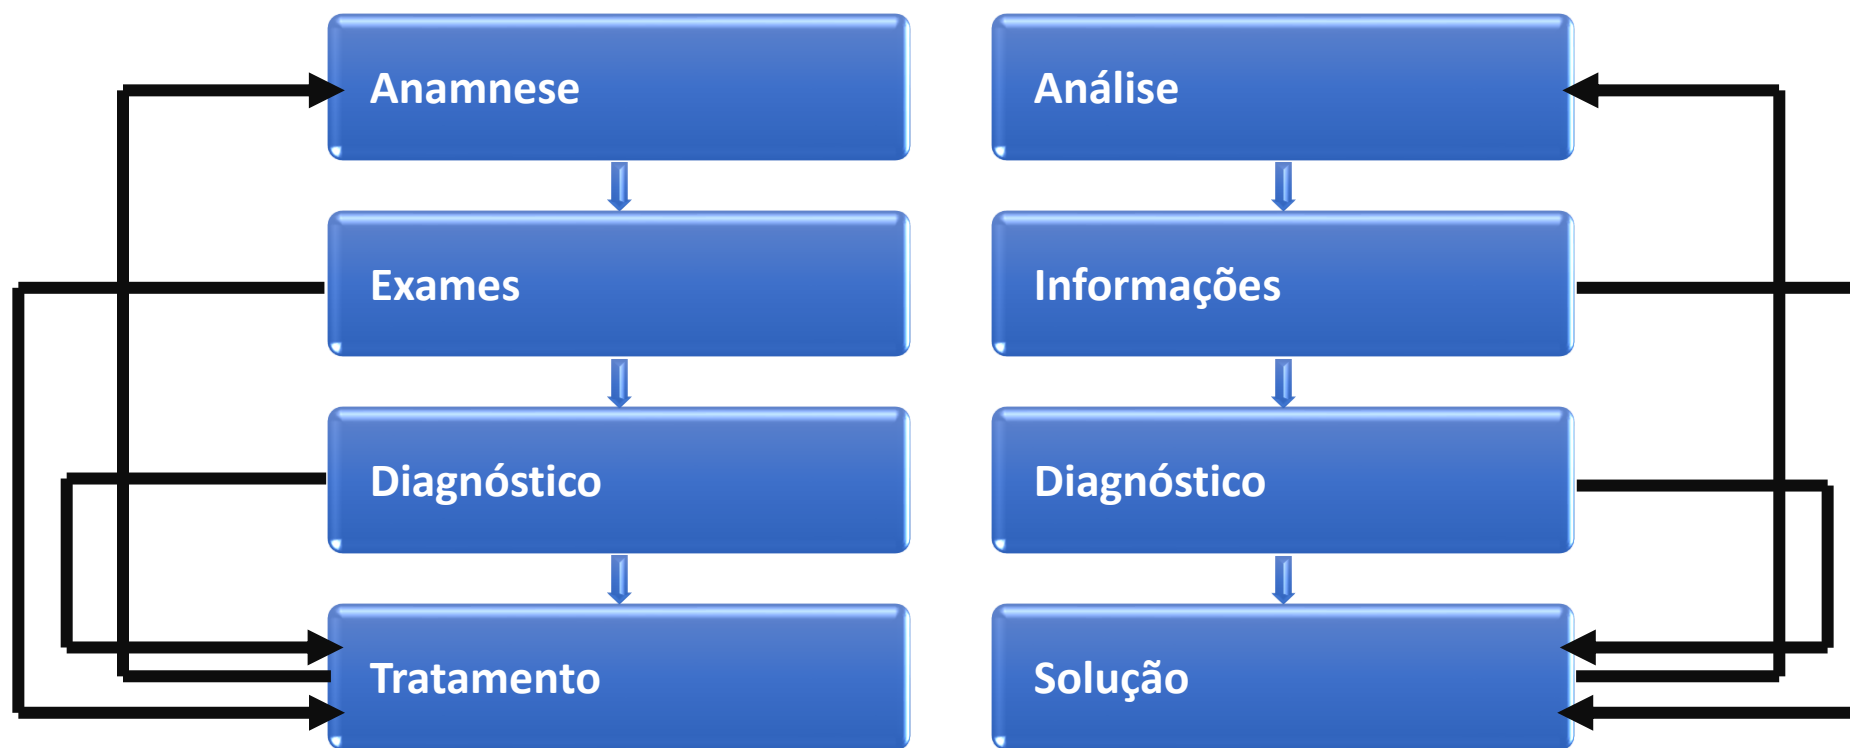 Anamnese
Exames
Diagnóstico
Tratamento
Análise
Informações
Diagnóstico
Solução